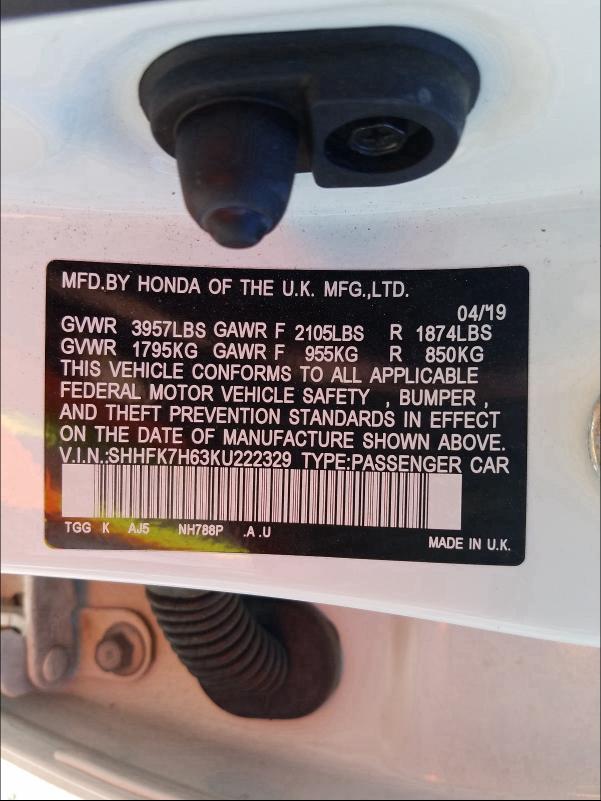 MFD.BY HONDA OF THE U.K. MFG.,LTD.
04/'19
GVWR 3957LBS GAWR F 2105LBS R 1874LBS
GVWR 1795KG GAWR F 955KG R 850KG
THIS VEHICLE CONFORMS TO ALL APPLICABLE
FEDERAL MOTOR VEHICLE SAFETY , BUMPER ,
AND THEFT PREVENTION STANDARDS IN EFFECT
ON THE DATE OF MANUFACTURE SHOWN ABOVE.
V.I.N.:SHHFK7H63KU222329 TYPE:PASSENGER CAR
TGG K AJ5 NH788P .A .U
MADE IN U.K.